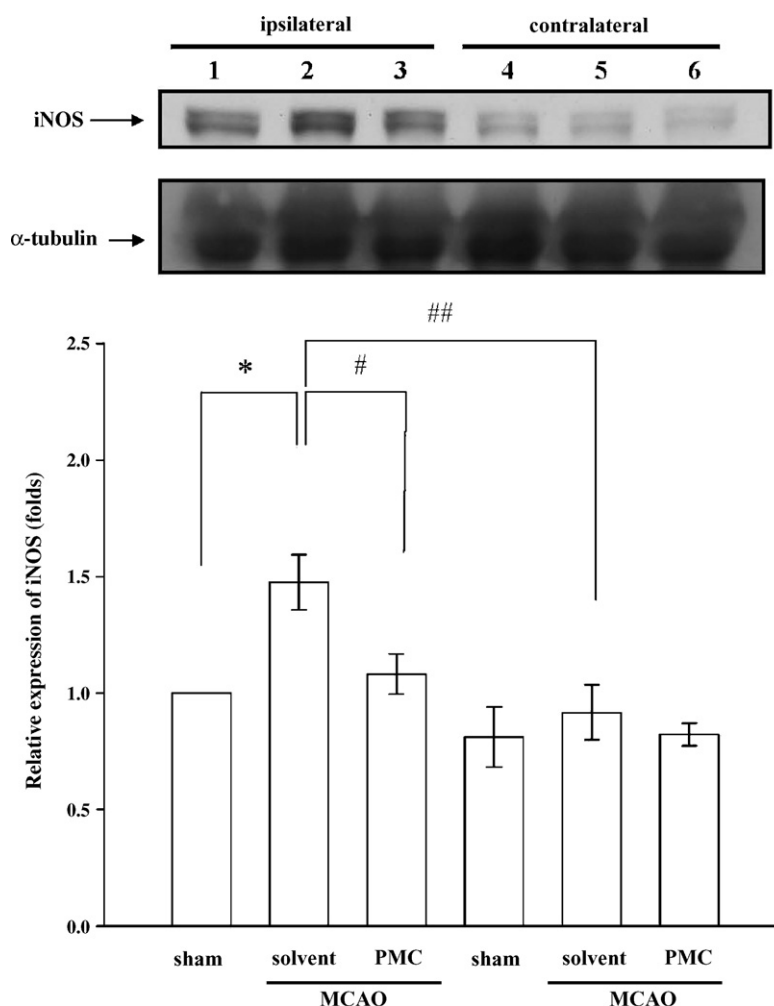 ipsilateral contralateral
1 2 3 4 5 6
iNOS
α-tubulin
##
* #
2.5
2.0
1.5
1.0
0.5
0.0
Relative expression of iNOS (folds)
sham solvent PMC sham solvent PMC
MCAO MCAO